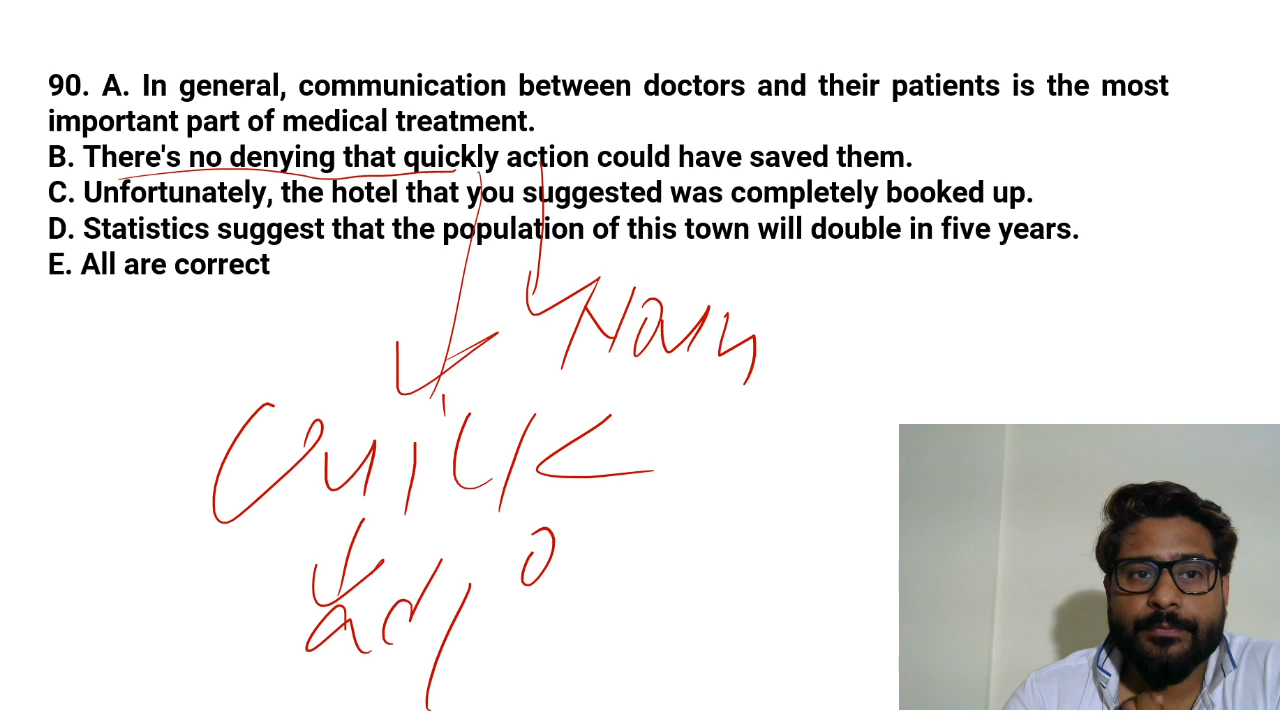 90. A. In general, communication between doctors and their patients is the most
important part of medical treatment.
B. There's no denying that quickly action could have saved them.
C. Unfortunately, the hotel that you suggested was completely booked up.
D. Statistics suggest that the population of this town will double in five years.
E. All are correct
Noun
Quick
adj